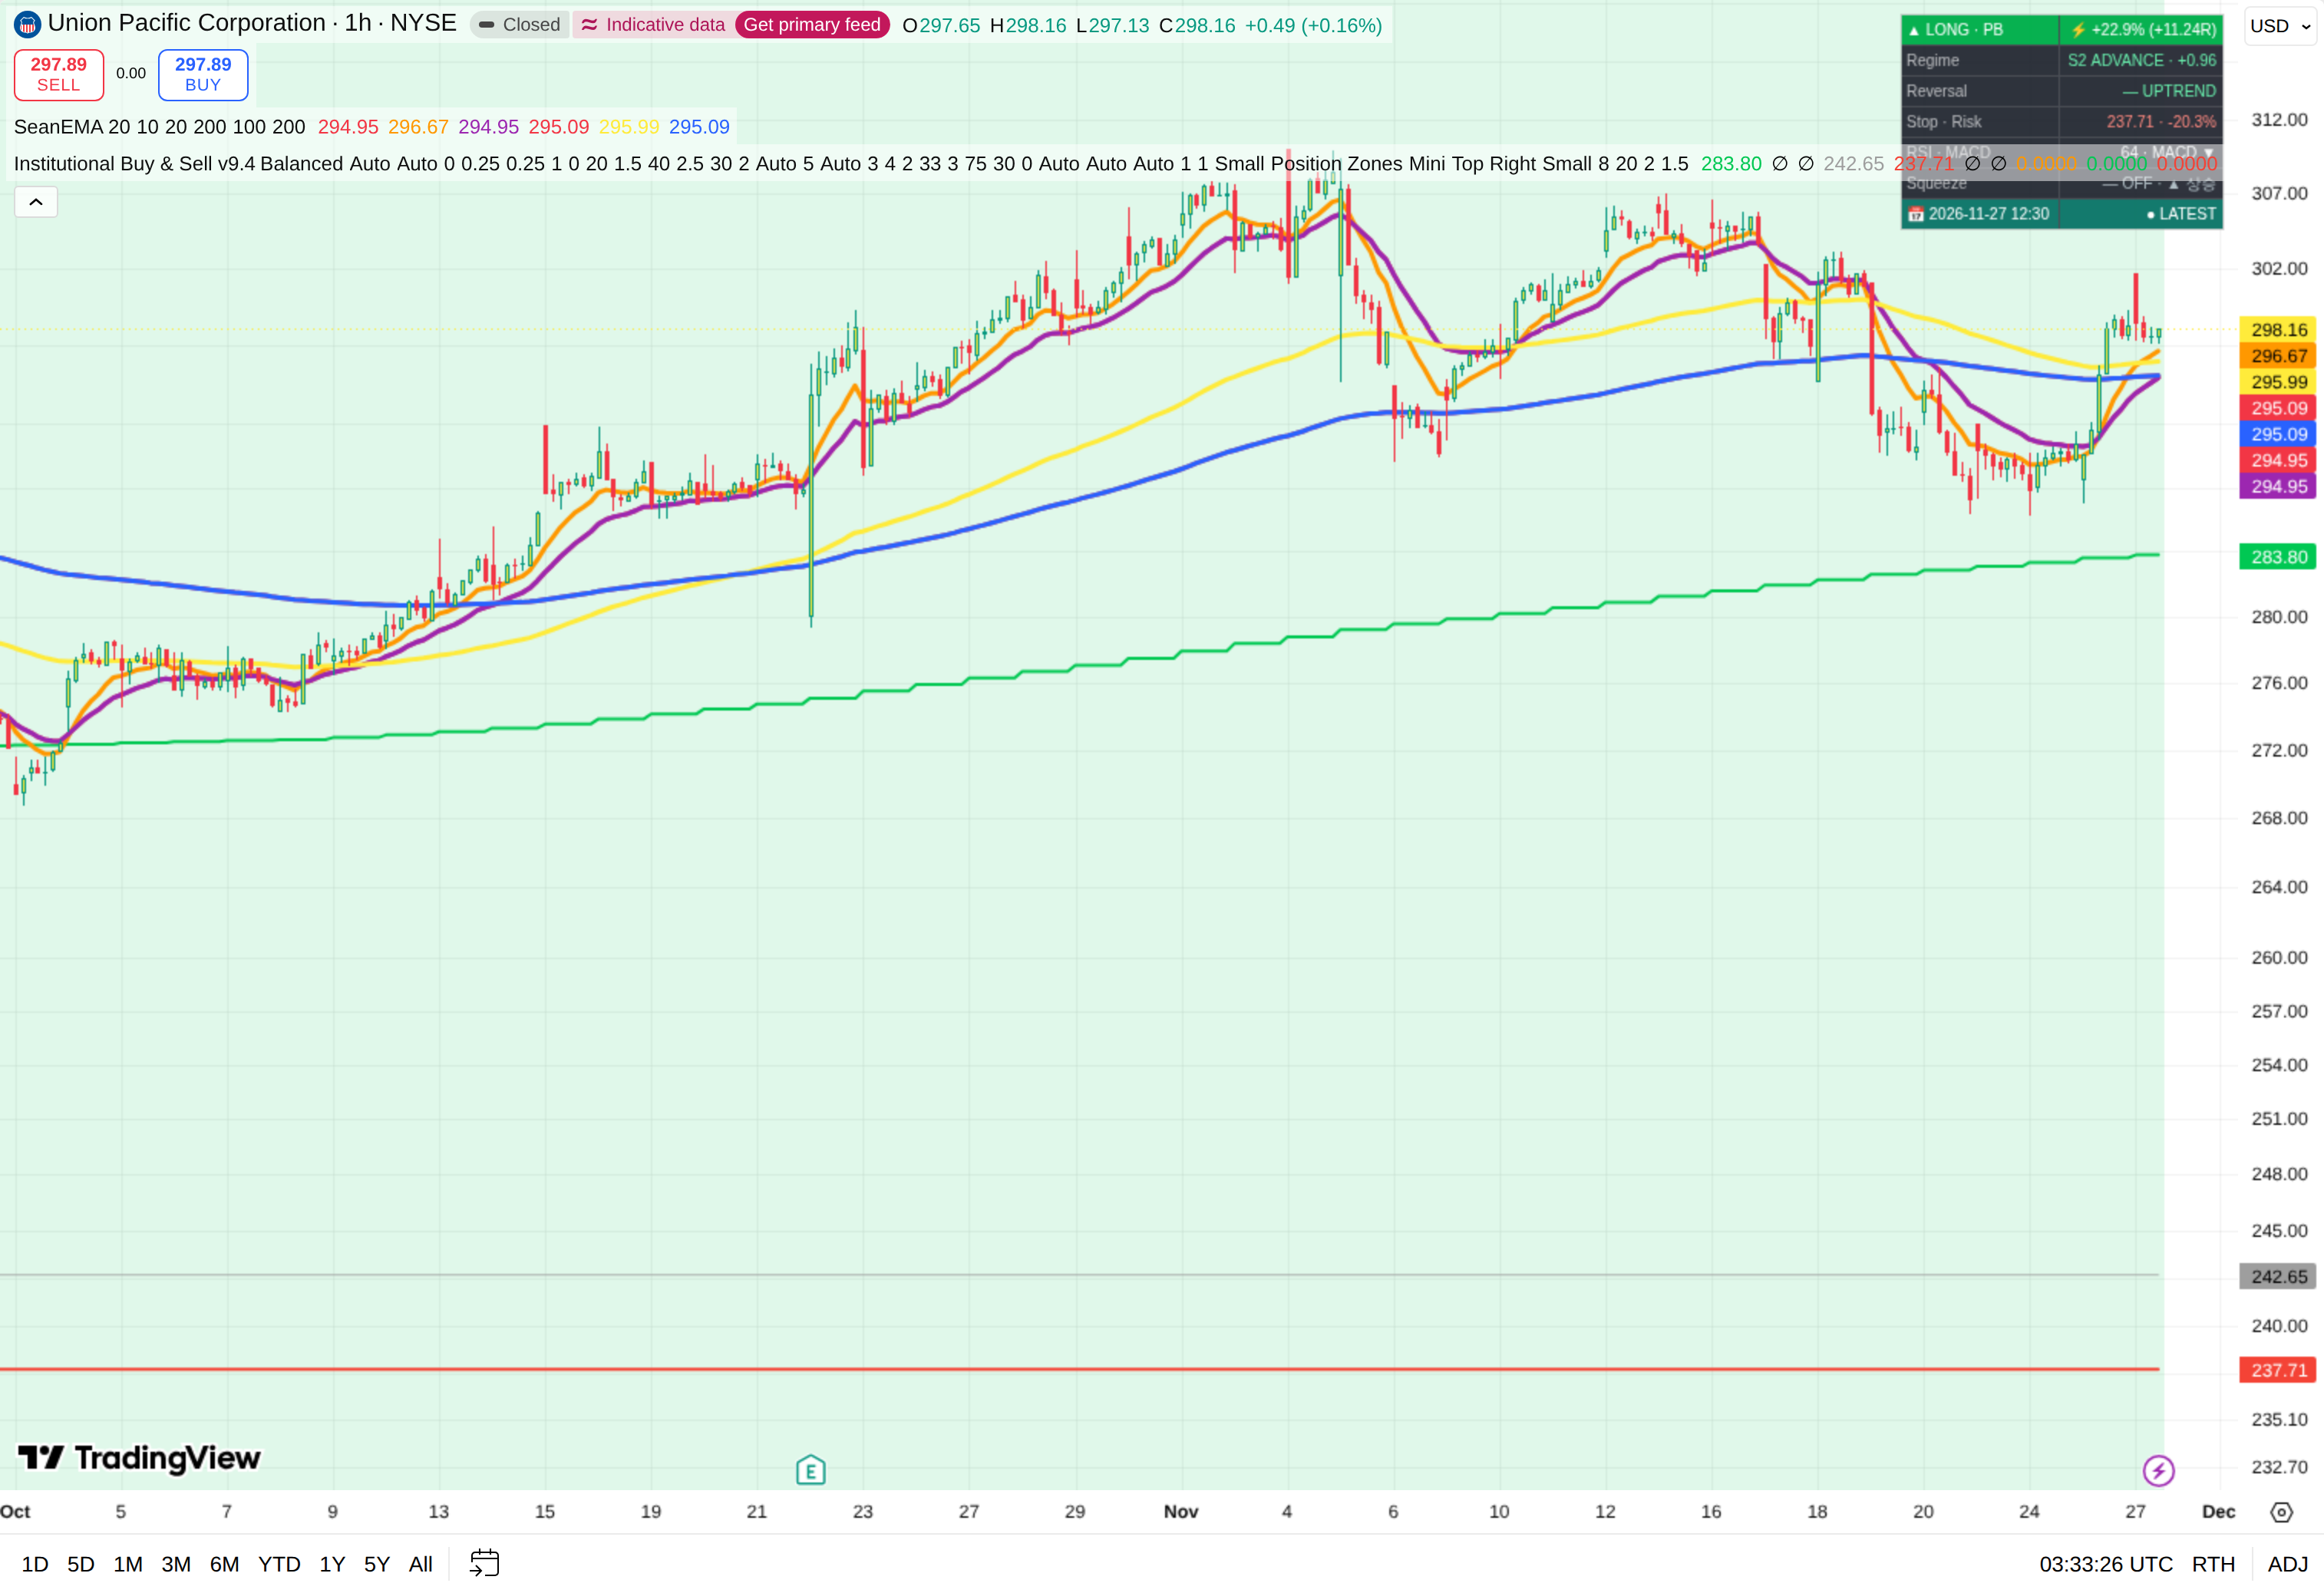 Union Pacific Corporation · 1h · NYSE Closed Indicative data Get primary feed O297.65 H298.16 L297.13 C298.16 +0.49 (+0.16%)
297.89 SELL 0.00 297.89 BUY
SeanEMA 20 10 20 200 100 200 294.95 296.67 294.95 295.09 295.99 295.09
Institutional Buy & Sell v9.4 Balanced Auto Auto 0 0.25 0.25 1 0 20 1.5 40 2.5 30 2 Auto 5 Auto 3 4 2 33 3 75 30 0 Auto Auto Auto 1 1 Small Position Zones Mini Top Right Small 8 20 2 1.5 283.80 ∅ ∅ 242.65 237.71 ∅ ∅ 0.0000 0.0000 0.0000
▲ LONG · PB ⚡ +22.9% (+11.24R)
Regime S2 ADVANCE · +0.96
Reversal — UPTREND
Stop · Risk 237.71 · -20.3%
RSI · MACD 64 · MACD ▼
Squeeze — OFF · ▲ 상승
📅 2026-11-27 12:30 ● LATEST
USD
312.00
307.00
302.00
298.16
296.67
295.99
295.09
295.09
294.95
294.95
283.80
280.00
276.00
272.00
268.00
264.00
260.00
257.00
254.00
251.00
248.00
245.00
242.65
240.00
237.71
235.10
232.70
TradingView
E
Oct 5 7 9 13 15 19 21 23 27 29 Nov 4 6 10 12 16 18 20 24 27 Dec
1D 5D 1M 3M 6M YTD 1Y 5Y All 03:33:26 UTC RTH ADJ